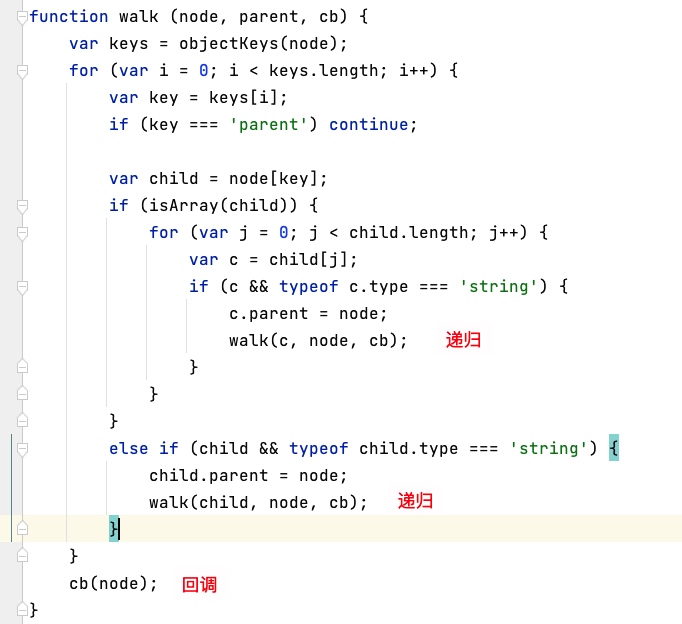 function walk (node, parent, cb) {
    var keys = objectKeys(node);
    for (var i = 0; i < keys.length; i++) {
        var key = keys[i];
        if (key === 'parent') continue;

        var child = node[key];
        if (isArray(child)) {
            for (var j = 0; j < child.length; j++) {
                var c = child[j];
                if (c && typeof c.type === 'string') {
                    c.parent = node;
                    walk(c, node, cb); 递归
                }
            }
        }
        else if (child && typeof child.type === 'string') {
            child.parent = node;
            walk(child, node, cb); 递归
        }
    }
    cb(node); 回调
}